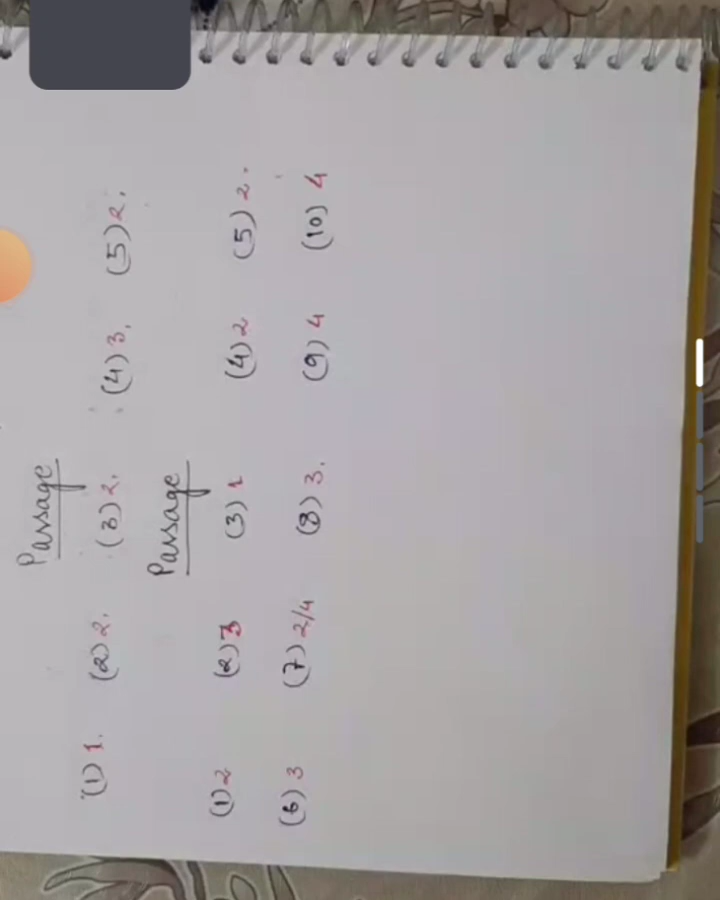 Passage
(1) 1. (2) 2. (3) 2. (4) 3. (5) 2.
Passage
(1) 2 (2) 3 (3) 1 (4) 2 (5) 2.
(6) 3 (7) 2/4 (8) 3. (9) 4 (10) 4